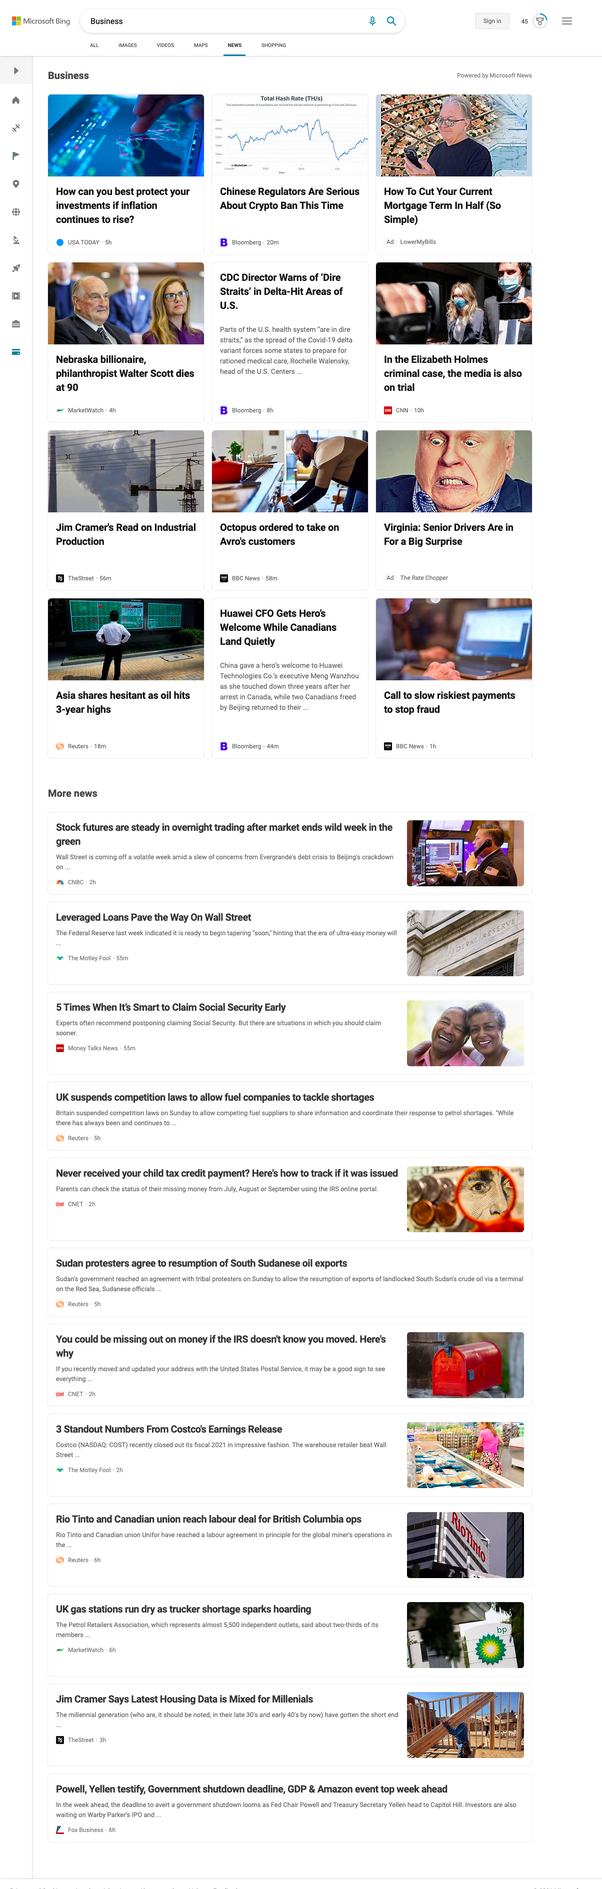 Microsoft Bing
Business
Sign in
45
ALL
IMAGES
VIDEOS
MAPS
NEWS
SHOPPING
Business
Powered by Microsoft News
How can you best protect your
investments if inflation
continues to rise?
USA TODAY · 5h
Total Hash Rate (TH/s)
Chinese Regulators Are Serious
About Crypto Ban This Time
Bloomberg · 20m
How To Cut Your Current
Mortgage Term In Half (So
Simple)
Ad LowerMyBills
Nebraska billionaire,
philanthropist Walter Scott dies
at 90
MarketWatch · 4h
CDC Director Warns of ‘Dire
Straits’ in Delta-Hit Areas of
U.S.
Parts of the U.S. health system “are in dire
straits,” as the spread of the Covid-19 delta
variant forces some states to prepare for
rationed medical care, Rochelle Walensky,
head of the U.S. Centers ...
Bloomberg · 8h
In the Elizabeth Holmes
criminal case, the media is also
on trial
CNN · 10h
Jim Cramer's Read on Industrial
Production
TheStreet · 56m
Octopus ordered to take on
Avro's customers
BBC News · 58m
Virginia: Senior Drivers Are in
For a Big Surprise
Ad The Rate Chopper
Asia shares hesitant as oil hits
3-year highs
Reuters · 18m
Huawei CFO Gets Hero’s
Welcome While Canadians
Land Quietly
China gave a hero’s welcome to Huawei
Technologies Co.’s executive Meng Wanzhou
as she touched down three years after her
arrest in Canada, while two Canadians freed
by Beijing returned to their ...
Bloomberg · 44m
Call to slow riskiest payments
to stop fraud
BBC News · 1h
More news
Stock futures are steady in overnight trading after market ends wild week in the
green
Wall Street is coming off a volatile week amid a slew of concerns from Evergrande's debt crisis to Beijing's crackdown
on ...
CNBC · 2h
Leveraged Loans Pave the Way On Wall Street
The Federal Reserve last week indicated it is ready to begin tapering "soon," hinting that the era of ultra-easy money will
...
The Motley Fool · 55m
FEDERAL RESERVE
5 Times When It’s Smart to Claim Social Security Early
Experts often recommend postponing claiming Social Security. But there are situations in which you should claim
sooner.
Money Talks News · 55m
UK suspends competition laws to allow fuel companies to tackle shortages
Britain suspended competition laws on Sunday to allow competing fuel suppliers to share information and coordinate their response to petrol shortages. “While
there has always been and continues to ...
Reuters · 5h
Never received your child tax credit payment? Here's how to track if it was issued
Parents can check the status of their missing money from July, August or September using the IRS online portal.
CNET · 2h
Sudan protesters agree to resumption of South Sudanese oil exports
Sudan's government reached an agreement with tribal protesters on Sunday to allow the resumption of exports of landlocked South Sudan's crude oil via a terminal
on the Red Sea, Sudanese officials ...
Reuters · 5h
You could be missing out on money if the IRS doesn't know you moved. Here's
why
If you recently moved and updated your address with the United States Postal Service, it may be a good sign to see
everything ...
CNET · 2h
3 Standout Numbers From Costco's Earnings Release
Costco (NASDAQ: COST) recently closed out its fiscal 2021 in impressive fashion. The warehouse retailer beat Wall
Street ...
The Motley Fool · 2h
Rio Tinto and Canadian union reach labour deal for British Columbia ops
Rio Tinto and Canadian union Unifor have reached a labour agreement in principle for the global miner's operations in
the ...
Reuters · 6h
RioTinto
UK gas stations run dry as trucker shortage sparks hoarding
The Petrol Retailers Association, which represents almost 5,500 independent outlets, said about two-thirds of its
members ...
MarketWatch · 6h
bp
Jim Cramer Says Latest Housing Data is Mixed for Millenials
The millennial generation (who are, it should be noted, in their late 30's and early 40's by now) have gotten the short end
...
TheStreet · 3h
Powell, Yellen testify, Government shutdown deadline, GDP & Amazon event top week ahead
In the week ahead, the deadline to avert a government shutdown looms as Fed Chair Powell and Treasury Secretary Yellen head to Capitol Hill. Investors are also
waiting on Warby Parker's IPO and ...
Fox Business · 6h